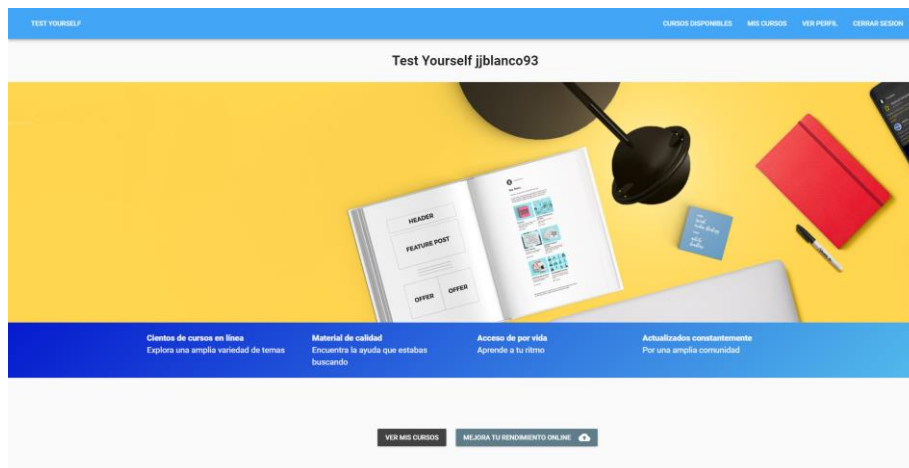 TEST YOURSELF
CURSOS DISPONIBLES MIS CURSOS VER PERFIL CERRAR SESION
Test Yourself jjblanco93
HEADER
FEATURE POST
OFFER OFFER
Cientos de cursos en línea
Explora una amplia variedad de temas
Material de calidad
Encuentra la ayuda que estabas
buscando
Acceso de por vida
Aprende a tu ritmo
Actualizados constantemente
Por una amplia comunidad
VER MIS CURSOS
MEJORA TU RENDIMIENTO ONLINE